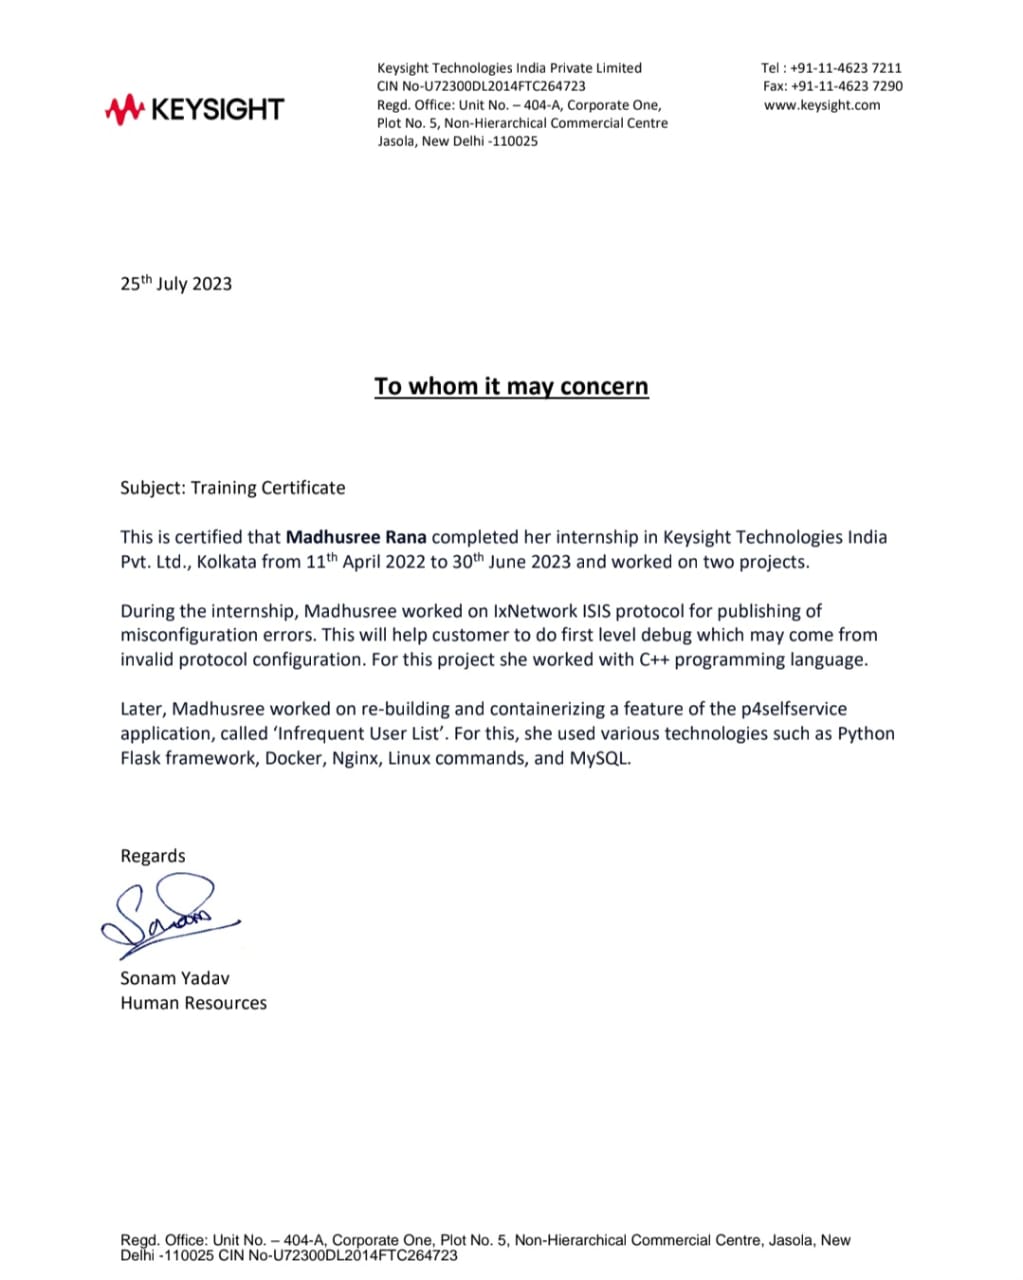 KEYSIGHT
Keysight Technologies India Private Limited
CIN No-U72300DL2014FTC264723
Regd. Office: Unit No. – 404-A, Corporate One,
Plot No. 5, Non-Hierarchical Commercial Centre
Jasola, New Delhi -110025
Tel : +91-11-4623 7211
Fax: +91-11-4623 7290
www.keysight.com
25th July 2023
To whom it may concern
Subject: Training Certificate
This is certified that Madhusree Rana completed her internship in Keysight Technologies India
Pvt. Ltd., Kolkata from 11th April 2022 to 30th June 2023 and worked on two projects.
During the internship, Madhusree worked on IxNetwork ISIS protocol for publishing of
misconfiguration errors. This will help customer to do first level debug which may come from
invalid protocol configuration. For this project she worked with C++ programming language.
Later, Madhusree worked on re-building and containerizing a feature of the p4selfservice
application, called ‘Infrequent User List’. For this, she used various technologies such as Python
Flask framework, Docker, Nginx, Linux commands, and MySQL.
Regards
Sonam
Sonam Yadav
Human Resources
Regd. Office: Unit No. – 404-A, Corporate One, Plot No. 5, Non-Hierarchical Commercial Centre, Jasola, New
Delhi -110025 CIN No-U72300DL2014FTC264723